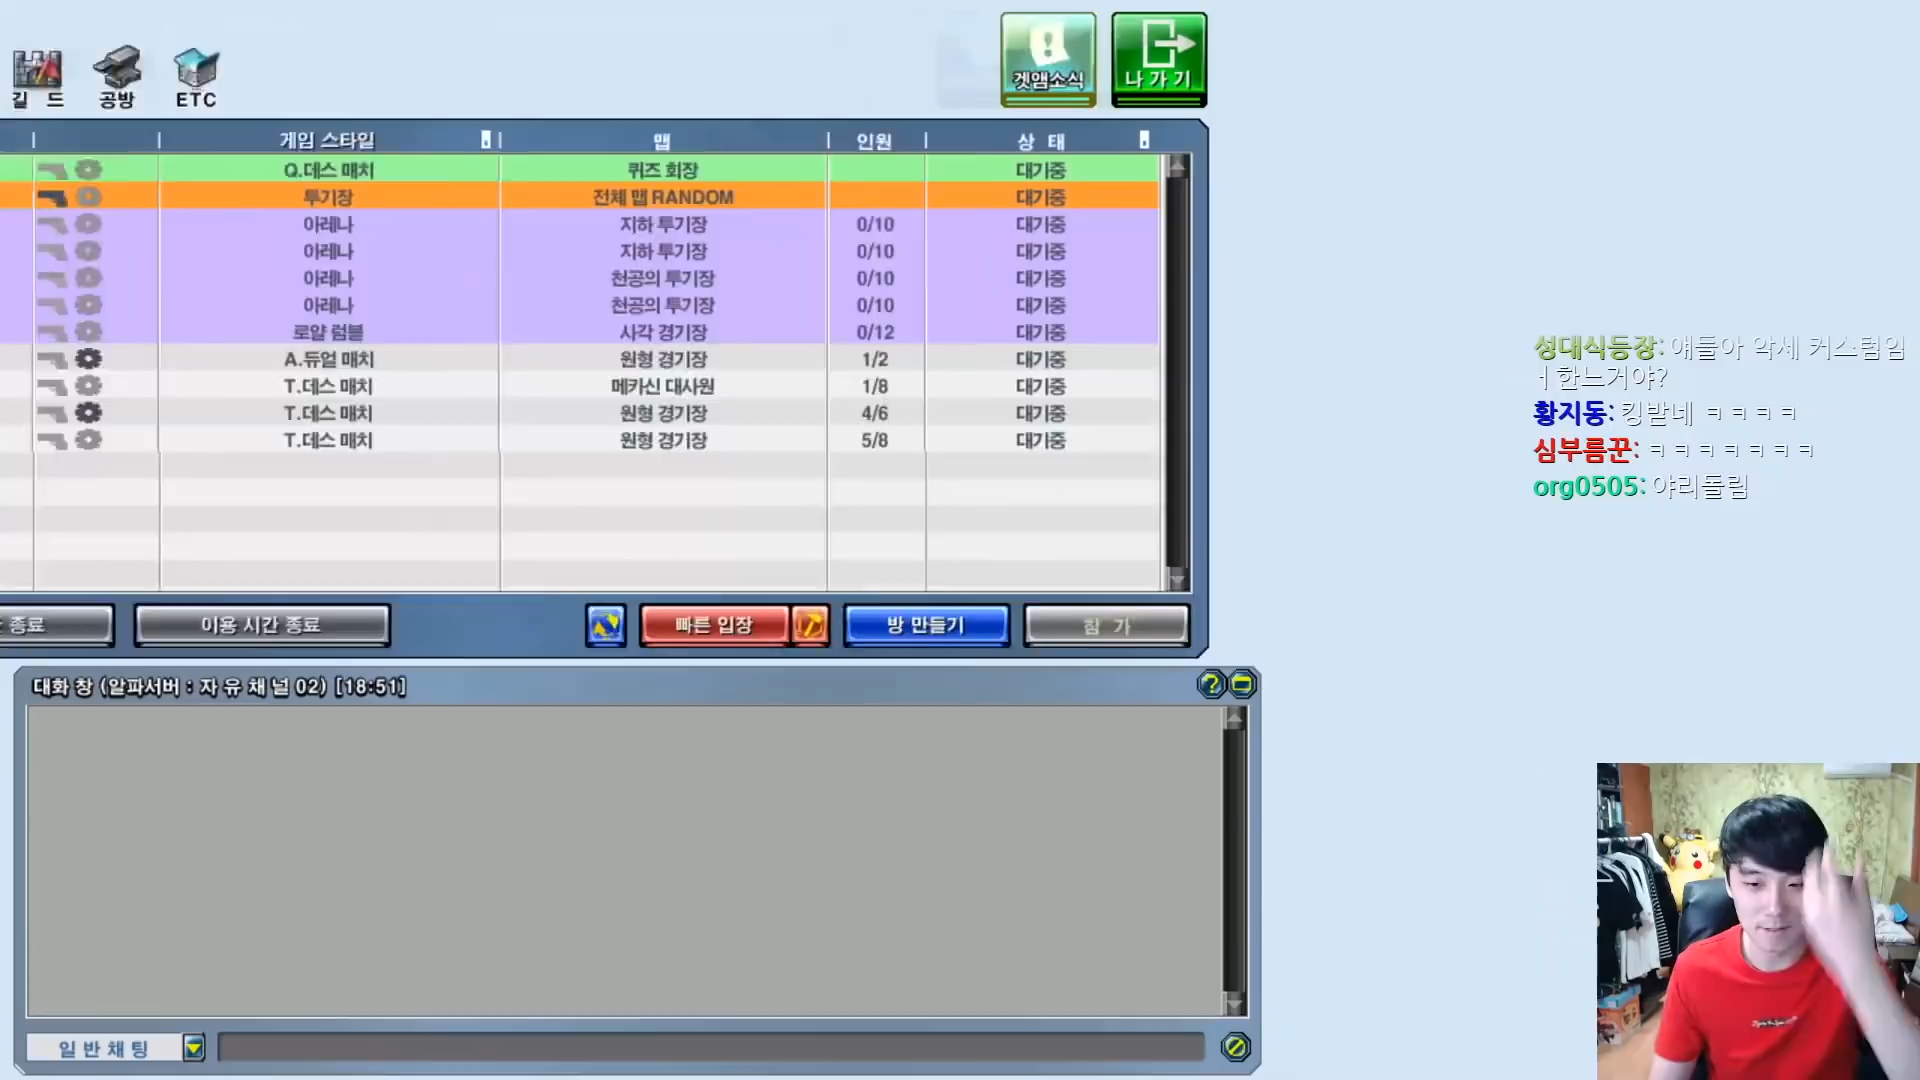 겟앰소식
나가기
길 드
공방
ETC
게임 스타일 맵 인원 상 태
Q.데스 매치 퀴즈 회장 대기중
투기장 전체 맵 RANDOM 대기중
아레나 지하 투기장 0/10 대기중
아레나 지하 투기장 0/10 대기중
아레나 천공의 투기장 0/10 대기중
아레나 천공의 투기장 0/10 대기중
로얄 럼블 사각 경기장 0/12 대기중
A.듀얼 매치 원형 경기장 1/2 대기중
T.데스 매치 메카신 대사원 1/8 대기중
T.데스 매치 원형 경기장 4/6 대기중
T.데스 매치 원형 경기장 5/8 대기중
종료 이용 시간 종료 빠른 입장 방 만들기 참 가
성대식등장: 얘들아 악세 커스텀임
ㅓ한느거야?
황지동: 킹받네 ㅋㅋㅋㅋ
심부름꾼: ㅋㅋㅋㅋㅋㅋㅋ
org0505: 야리돌림
대화 창 (알파서버 : 자 유 채 널 02) [18:51]
일 반 채 팅